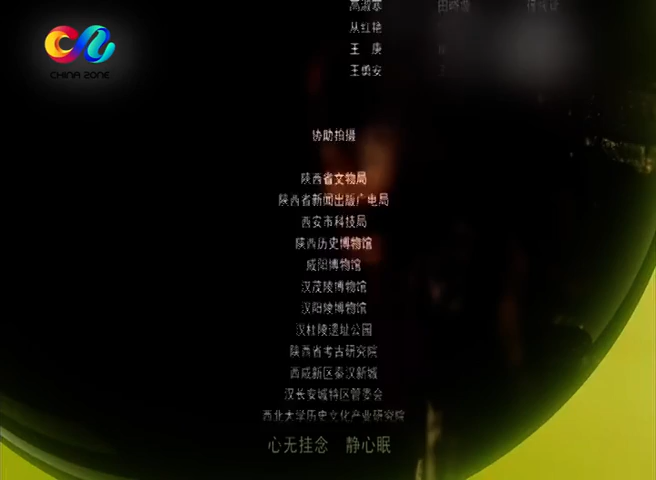 CHINA ZONE
从红艳
王 庚
王勇安
协助拍摄
陕西省文物局
陕西省新闻出版广电局
西安市科技局
陕西历史博物馆
咸阳博物馆
汉茂陵博物馆
汉阳陵博物馆
汉杜陵遗址公园
陕西省考古研究院
西咸新区秦汉新城
汉长安城特区管委会
西北大学历史文化产业研究院
心无挂念 静心眠